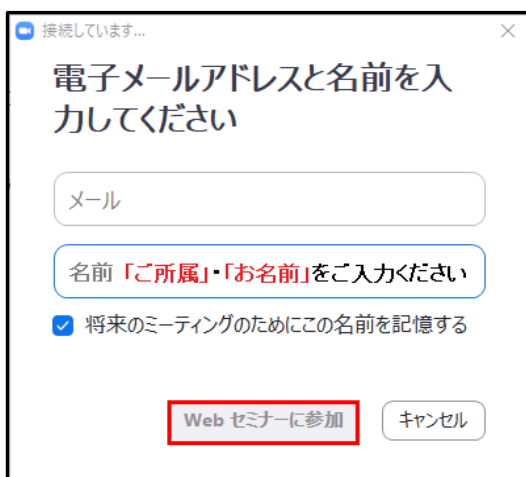 接続しています...
電子メールアドレスと名前を入
力してください
メール
名前「ご所属」・「お名前」をご入力ください
将来のミーティングのためにこの名前を記憶する
Web セミナーに参加 キャンセル